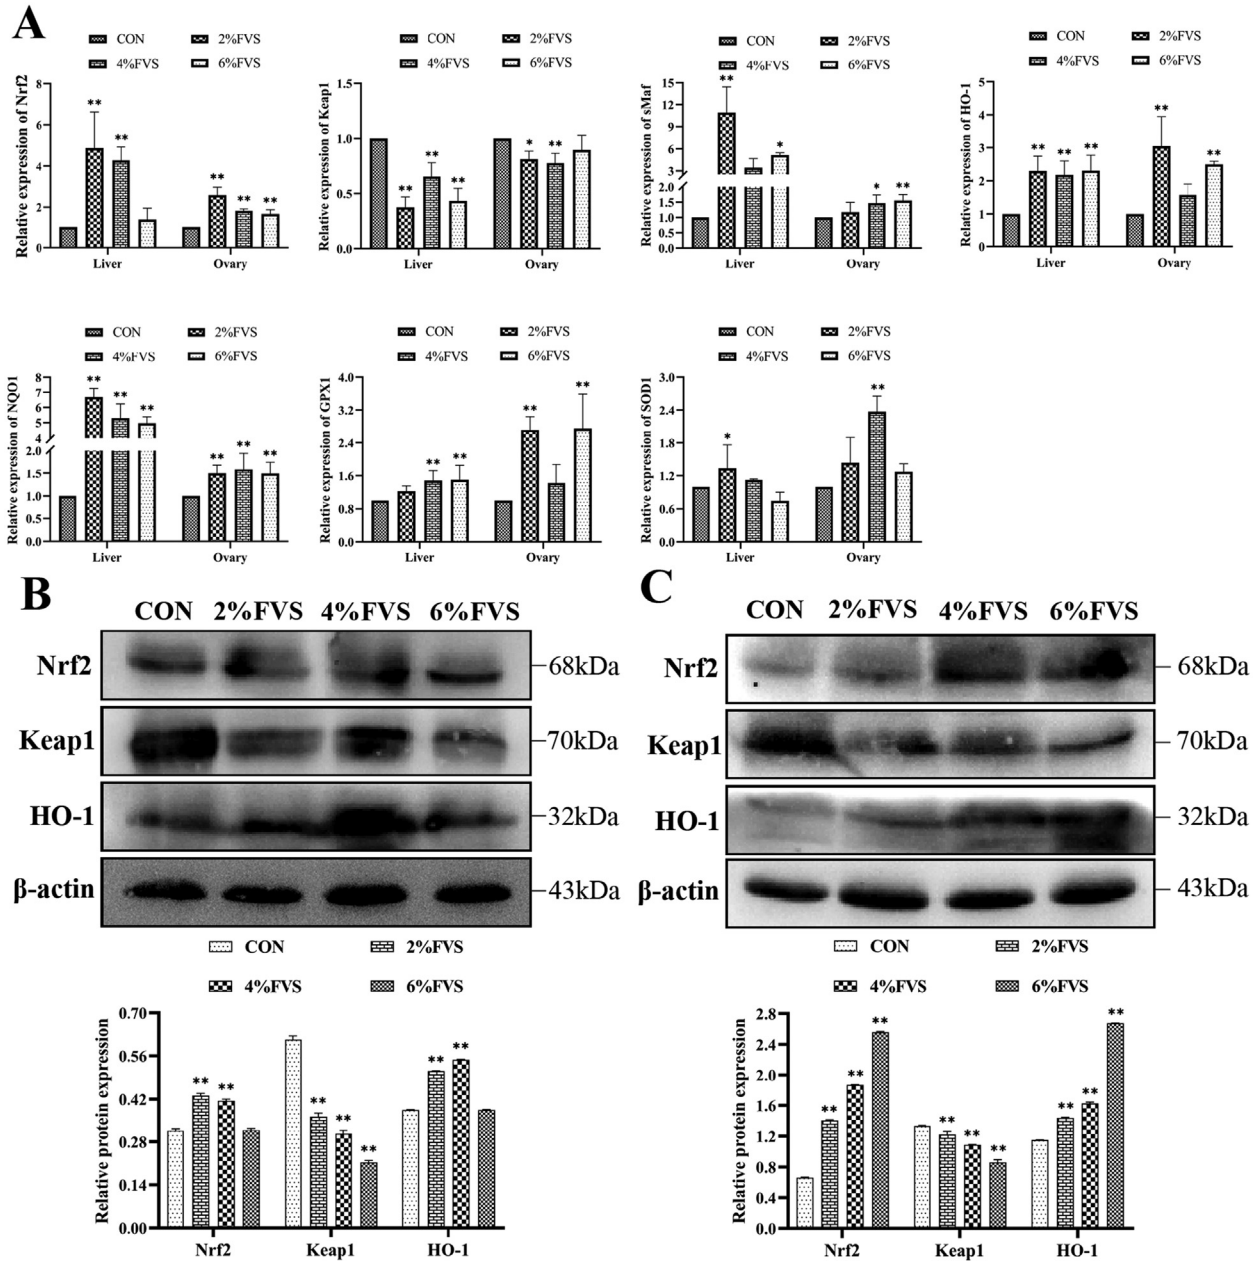 A
CON 2%FVS
4%FVS 6%FVS
Relative expression of Nrf2
8
6
4
2
0
** ** ** ** **
Liver Ovary
CON 2%FVS
4%FVS 6%FVS
Relative expression of Keap1
1.5
1.0
0.5
0.0
** ** ** * **
Liver Ovary
CON 2%FVS
4%FVS 6%FVS
Relative expression of sMaf
15
12
9
6
3
2.0
1.5
1.0
0.5
0.0
** * * **
Liver Ovary
CON 2%FVS
4%FVS 6%FVS
Relative expression of HO-1
5
4
3
2
1
0
** ** ** ** **
Liver Ovary
CON 2%FVS
4%FVS 6%FVS
Relative expression of NQO1
8
7
6
5
4
2.0
1.5
1.0
0.5
0.0
** ** ** ** ** **
Liver Ovary
CON 2%FVS
4%FVS 6%FVS
Relative expression of GPX1
4.0
3.2
2.4
1.6
0.8
0.0
** ** ** **
Liver Ovary
CON 2%FVS
4%FVS 6%FVS
Relative expression of SOD1
3.0
2.4
1.8
1.2
0.6
0.0
* **
Liver Ovary
B
CON 2%FVS 4%FVS 6%FVS
Nrf2 68kDa
Keap1 70kDa
HO-1 32kDa
β-actin 43kDa
CON 2%FVS
4%FVS 6%FVS
Relative protein expression
0.70
0.56
0.42
0.28
0.14
0.00
** ** ** ** ** ** **
Nrf2 Keap1 HO-1
C
CON 2%FVS 4%FVS 6%FVS
Nrf2 68kDa
Keap1 70kDa
HO-1 32kDa
β-actin 43kDa
CON 2%FVS
4%FVS 6%FVS
Relative protein expression
2.8
2.4
2.0
1.6
1.2
0.8
0.4
0.0
** ** ** ** ** ** ** ** **
Nrf2 Keap1 HO-1